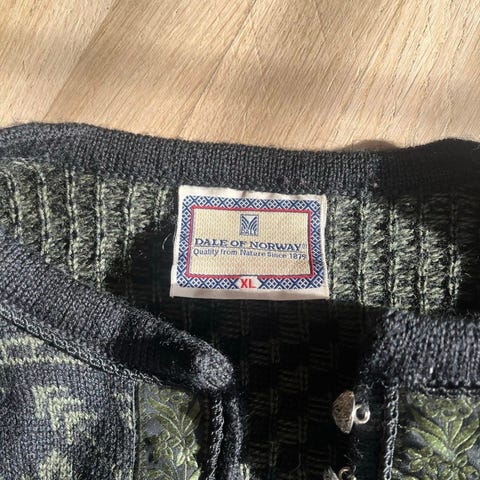 DALE OF NORWAY®
Quality from Nature Since 1879
XL